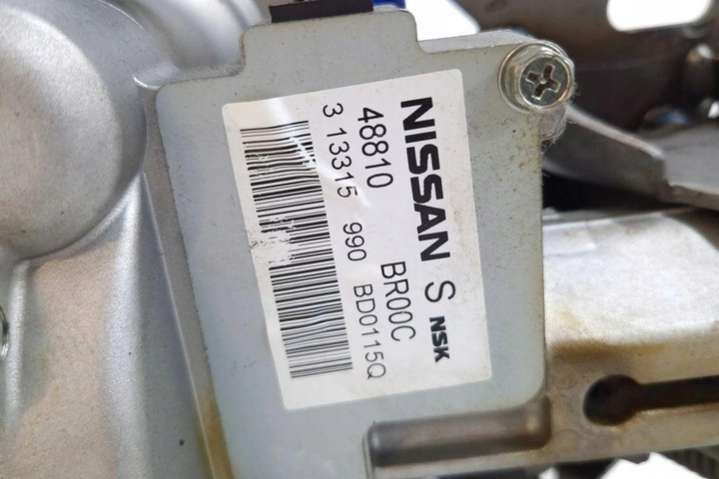 NISSAN S NSK
48810 BR00C
3 13315 990 BD0115Q